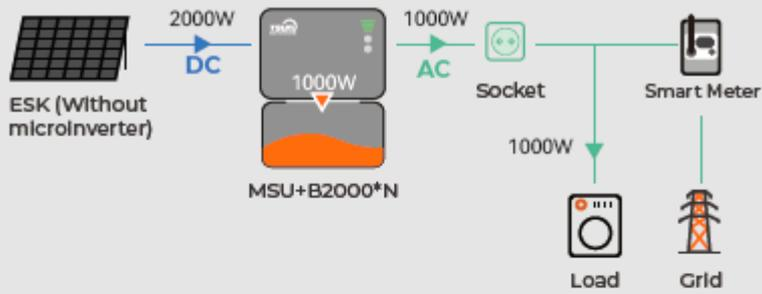 2000W
DC
1000W
AC
1000W
ESK (Without
microinverter)
Socket
Smart Meter
MSU+B2000*N
1000W
Load
Grid